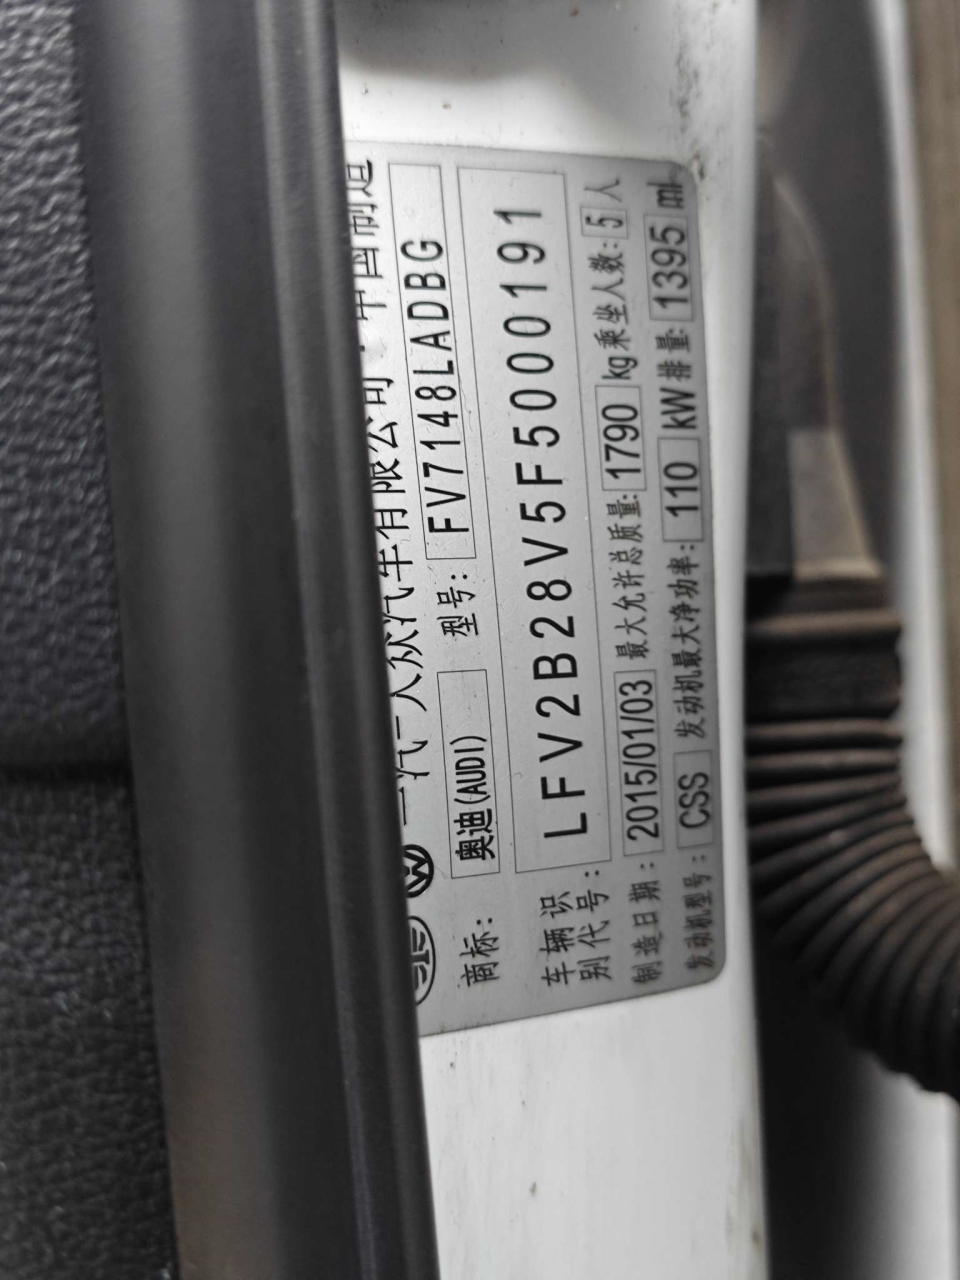 一汽-大众汽车有限公司·中国制造
商标: 奥迪(AUDI) 型号: FV7148LADBG
车辆识别代号: LFV2B28V5F5000191
制造日期: 2015/01/03 最大允许总质量: 1790 kg 乘坐人数: 5 人
发动机型号: CSS 发动机最大净功率: 110 kW 排量: 1395 ml